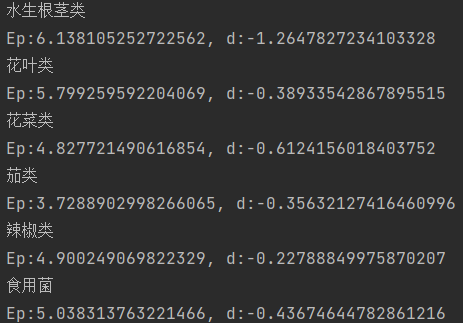 水生根茎类
Ep:6.138105252722562, d:-1.2647827234103328
花叶类
Ep:5.799259592204069, d:-0.38933542867895515
花菜类
Ep:4.827721490616854, d:-0.6124156018403752
茄类
Ep:3.7288902998266065, d:-0.35632127416460996
辣椒类
Ep:4.900249069822329, d:-0.22788849975870207
食用菌
Ep:5.038313763221466, d:-0.43674644782861216